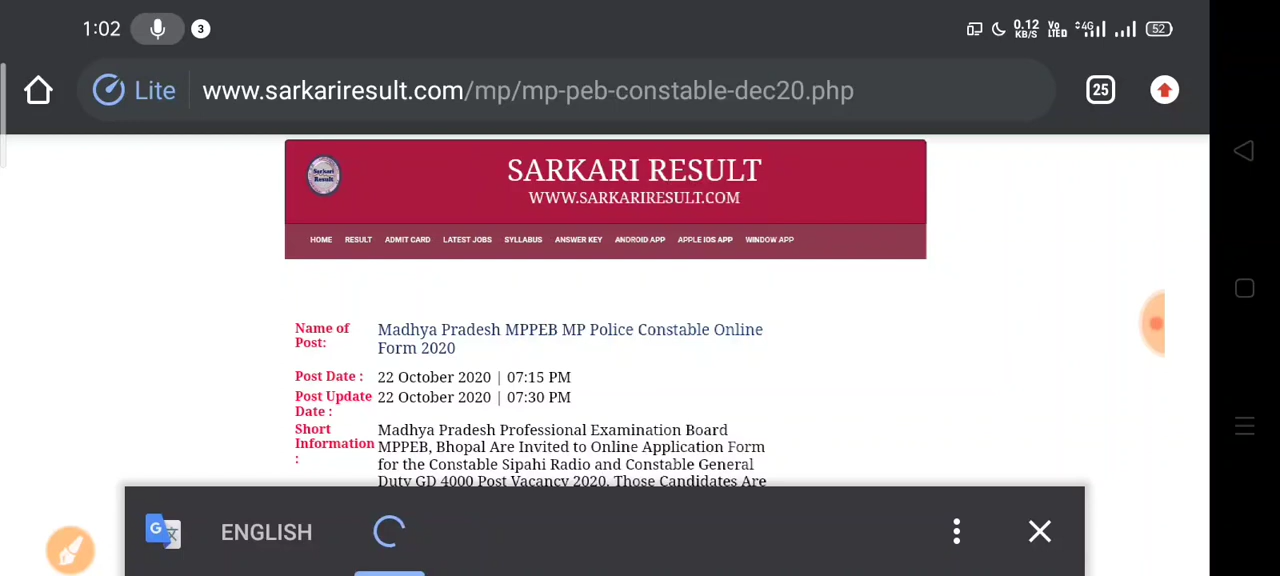 1:02
3
0.12 KB/S
Vo LTED
4G
52
Lite
www.sarkariresult.com/mp/mp-peb-constable-dec20.php
25
Sarkari Result
SARKARI RESULT
WWW.SARKARIRESULT.COM
HOME RESULT ADMIT CARD LATEST JOBS SYLLABUS ANSWER KEY ANDROID APP APPLE IOS APP WINDOW APP
Name of Post:
Madhya Pradesh MPPEB MP Police Constable Online
Form 2020
Post Date : 22 October 2020 | 07:15 PM
Post Update Date : 22 October 2020 | 07:30 PM
Short Information :
Madhya Pradesh Professional Examination Board
MPPEB, Bhopal Are Invited to Online Application Form
for the Constable Sipahi Radio and Constable General
Duty GD 4000 Post Vacancy 2020. Those Candidates Are
G
ENGLISH